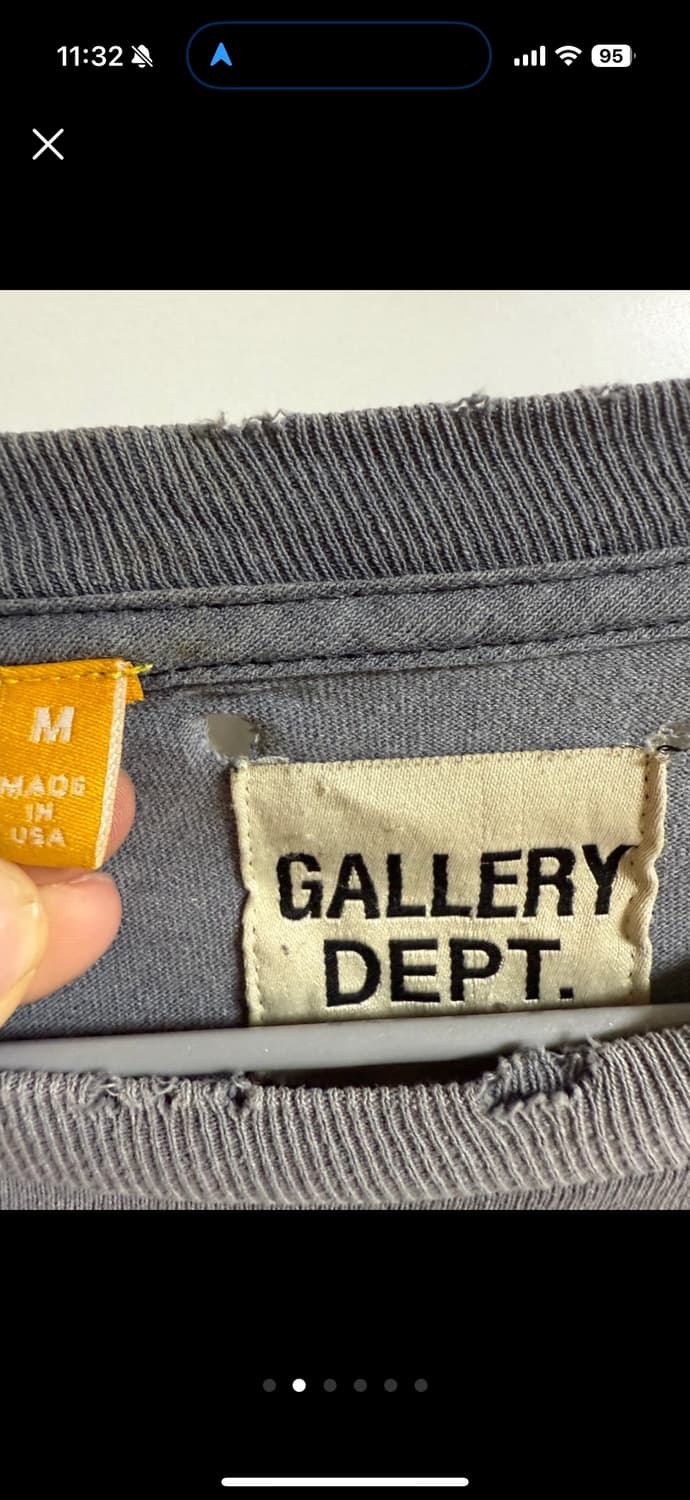 11:32
95
M
MADE
IN
USA
GALLERY
DEPT.